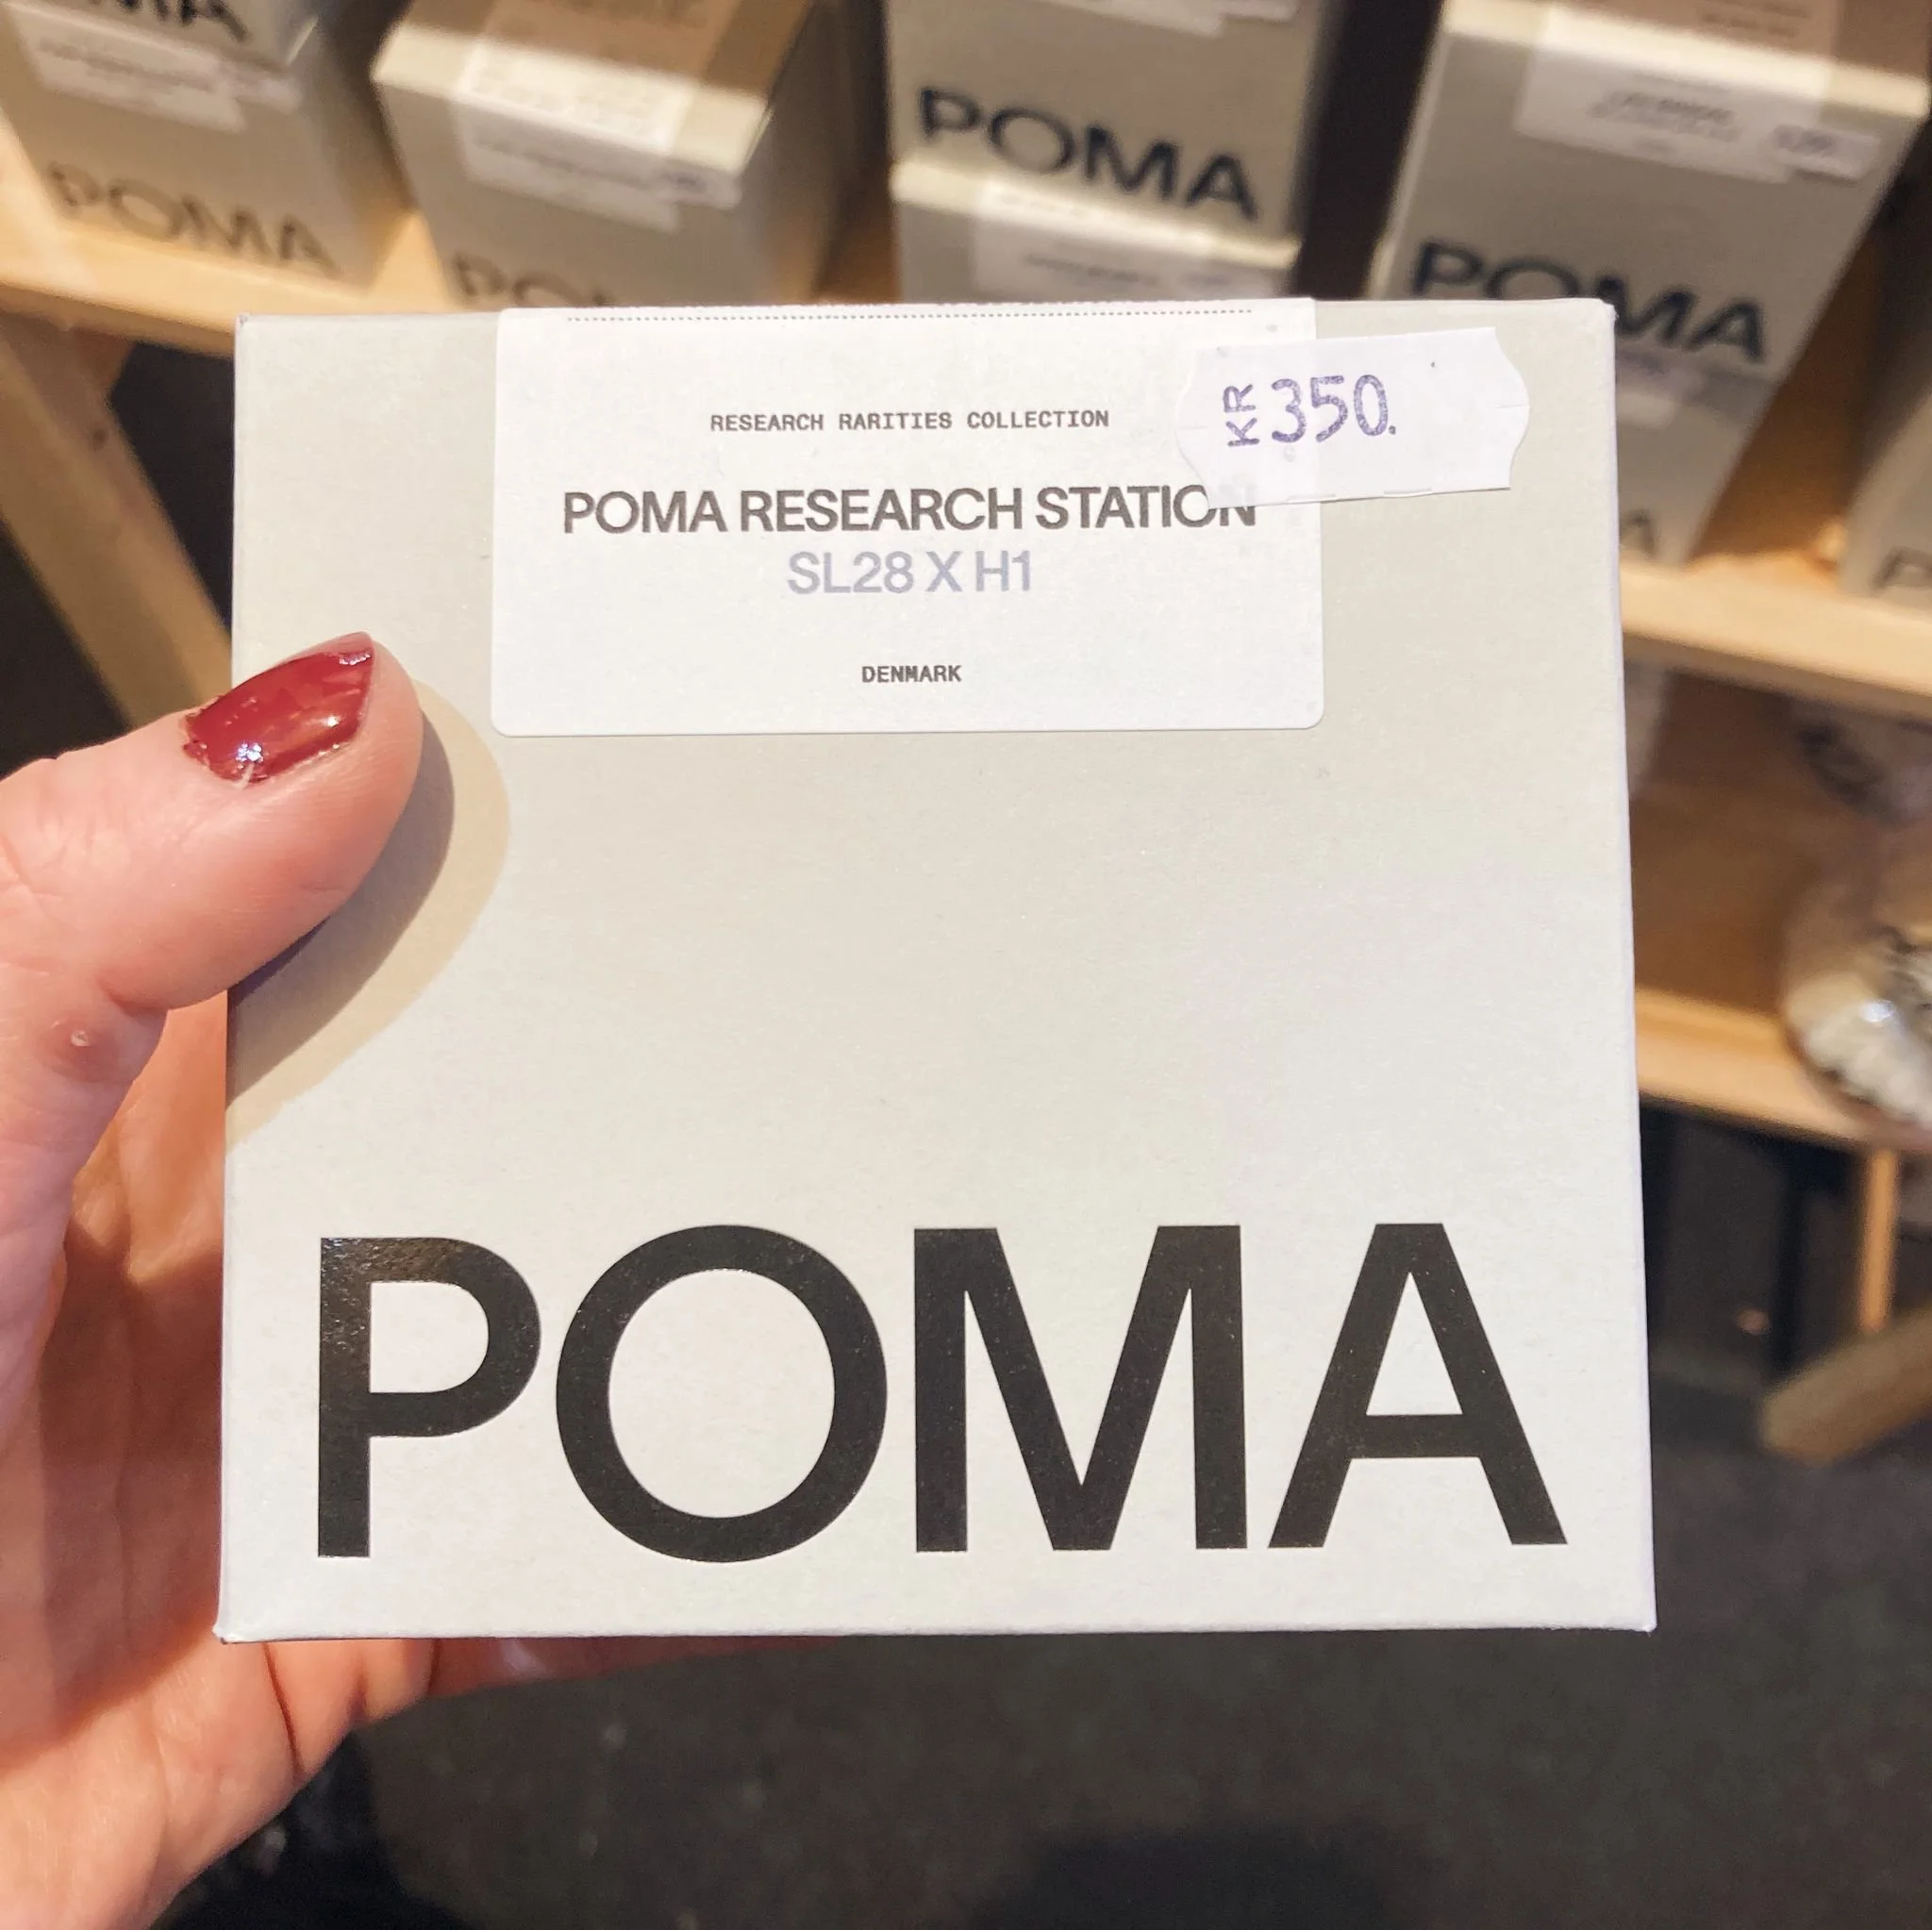 POMA
POMA
POMA
RESEARCH RARITIES COLLECTION
KR 350.
POMA RESEARCH STATION
SL28 X H1
DENMARK
POMA